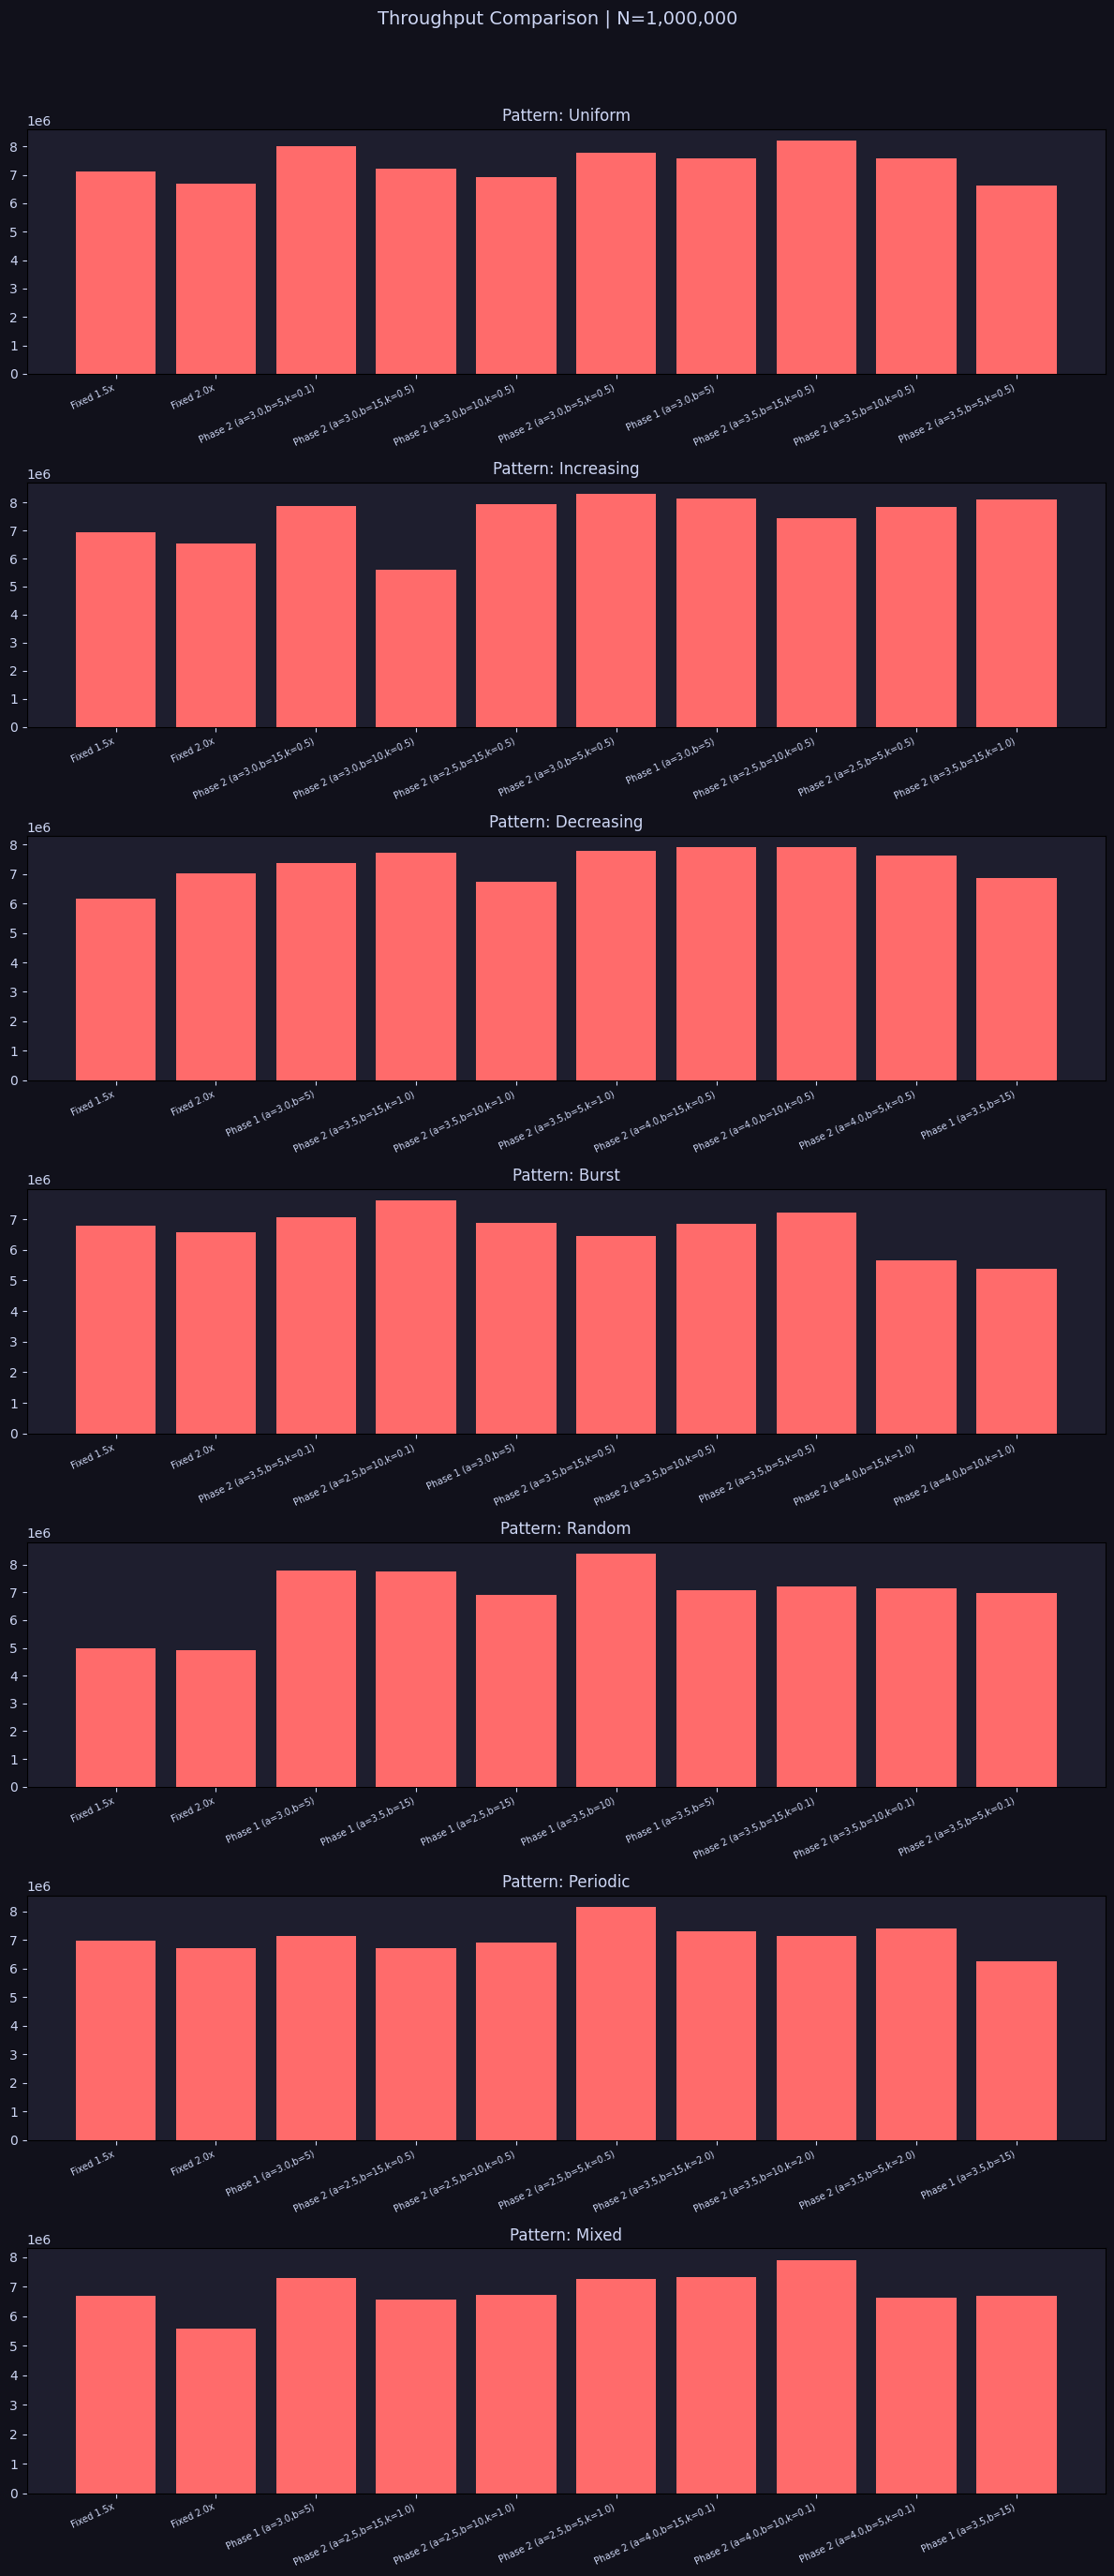 Throughput Comparison | N=1,000,000
Pattern: Uniform
1e6
8
7
6
5
4
3
2
1
0
Fixed 1.5x
Fixed 2.0x
Phase 2 (a=3.0,b=5,k=0.1)
Phase 2 (a=3.0,b=15,k=0.5)
Phase 2 (a=3.0,b=10,k=0.5)
Phase 2 (a=3.0,b=5,k=0.5)
Phase 1 (a=3.0,b=5)
Phase 2 (a=3.5,b=15,k=0.5)
Phase 2 (a=3.5,b=10,k=0.5)
Phase 2 (a=3.5,b=5,k=0.5)
Pattern: Increasing
1e6
8
7
6
5
4
3
2
1
0
Fixed 1.5x
Fixed 2.0x
Phase 2 (a=3.0,b=15,k=0.5)
Phase 2 (a=3.0,b=10,k=0.5)
Phase 2 (a=2.5,b=15,k=0.5)
Phase 2 (a=3.0,b=5,k=0.5)
Phase 1 (a=3.0,b=5)
Phase 2 (a=2.5,b=10,k=0.5)
Phase 2 (a=2.5,b=5,k=0.5)
Phase 2 (a=3.5,b=15,k=1.0)
Pattern: Decreasing
1e6
8
7
6
5
4
3
2
1
0
Fixed 1.5x
Fixed 2.0x
Phase 1 (a=3.0,b=5)
Phase 2 (a=3.5,b=15,k=1.0)
Phase 2 (a=3.5,b=10,k=1.0)
Phase 2 (a=3.5,b=5,k=1.0)
Phase 2 (a=4.0,b=15,k=0.5)
Phase 2 (a=4.0,b=10,k=0.5)
Phase 2 (a=4.0,b=5,k=0.5)
Phase 1 (a=3.5,b=15)
Pattern: Burst
1e6
7
6
5
4
3
2
1
0
Fixed 1.5x
Fixed 2.0x
Phase 2 (a=3.5,b=5,k=0.1)
Phase 2 (a=2.5,b=10,k=0.1)
Phase 1 (a=3.0,b=5)
Phase 2 (a=3.5,b=15,k=0.5)
Phase 2 (a=3.5,b=10,k=0.5)
Phase 2 (a=3.5,b=5,k=0.5)
Phase 2 (a=4.0,b=15,k=1.0)
Phase 2 (a=4.0,b=10,k=1.0)
Pattern: Random
1e6
8
7
6
5
4
3
2
1
0
Fixed 1.5x
Fixed 2.0x
Phase 1 (a=3.0,b=5)
Phase 1 (a=3.5,b=15)
Phase 1 (a=2.5,b=15)
Phase 1 (a=3.5,b=10)
Phase 1 (a=3.5,b=5)
Phase 2 (a=3.5,b=15,k=0.1)
Phase 2 (a=3.5,b=10,k=0.1)
Phase 2 (a=3.5,b=5,k=0.1)
Pattern: Periodic
1e6
8
7
6
5
4
3
2
1
0
Fixed 1.5x
Fixed 2.0x
Phase 1 (a=3.0,b=5)
Phase 2 (a=2.5,b=15,k=0.5)
Phase 2 (a=2.5,b=10,k=0.5)
Phase 2 (a=2.5,b=5,k=0.5)
Phase 2 (a=3.5,b=15,k=2.0)
Phase 2 (a=3.5,b=10,k=2.0)
Phase 2 (a=3.5,b=5,k=2.0)
Phase 1 (a=3.5,b=15)
Pattern: Mixed
1e6
8
7
6
5
4
3
2
1
0
Fixed 1.5x
Fixed 2.0x
Phase 1 (a=3.0,b=5)
Phase 2 (a=2.5,b=15,k=1.0)
Phase 2 (a=2.5,b=10,k=1.0)
Phase 2 (a=2.5,b=5,k=1.0)
Phase 2 (a=4.0,b=15,k=0.1)
Phase 2 (a=4.0,b=10,k=0.1)
Phase 2 (a=4.0,b=5,k=0.1)
Phase 1 (a=3.5,b=15)